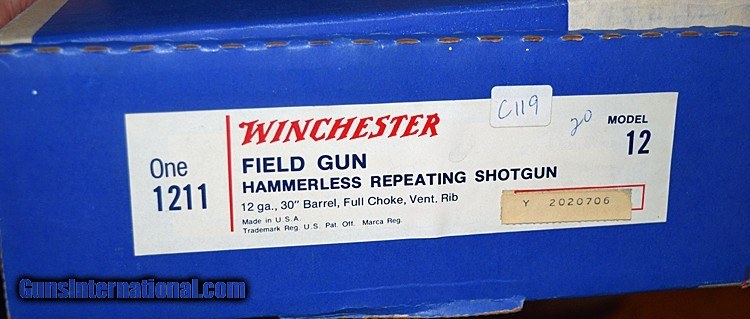 C119
20
One
1211
WINCHESTER
FIELD GUN
HAMMERLESS REPEATING SHOTGUN
12 ga., 30" Barrel, Full Choke, Vent. Rib
Made in U.S.A.
Trademark Reg. U.S. Pat. Off. Marca Reg.
MODEL
12
Y 2020706
GunsInternational.com